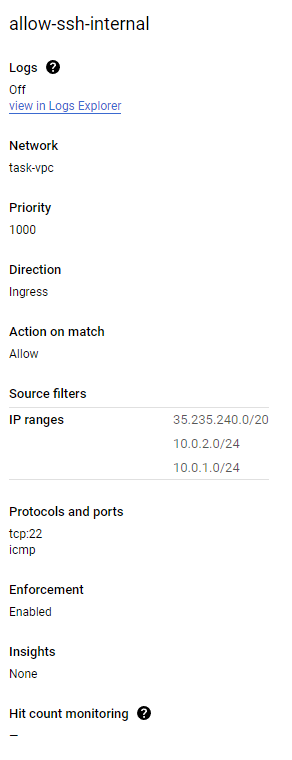 allow-ssh-internal
Logs ?
Off
view in Logs Explorer
Network
task-vpc
Priority
1000
Direction
Ingress
Action on match
Allow
Source filters
IP ranges 35.235.240.0/20
10.0.2.0/24
10.0.1.0/24
Protocols and ports
tcp:22
icmp
Enforcement
Enabled
Insights
None
Hit count monitoring ?
—